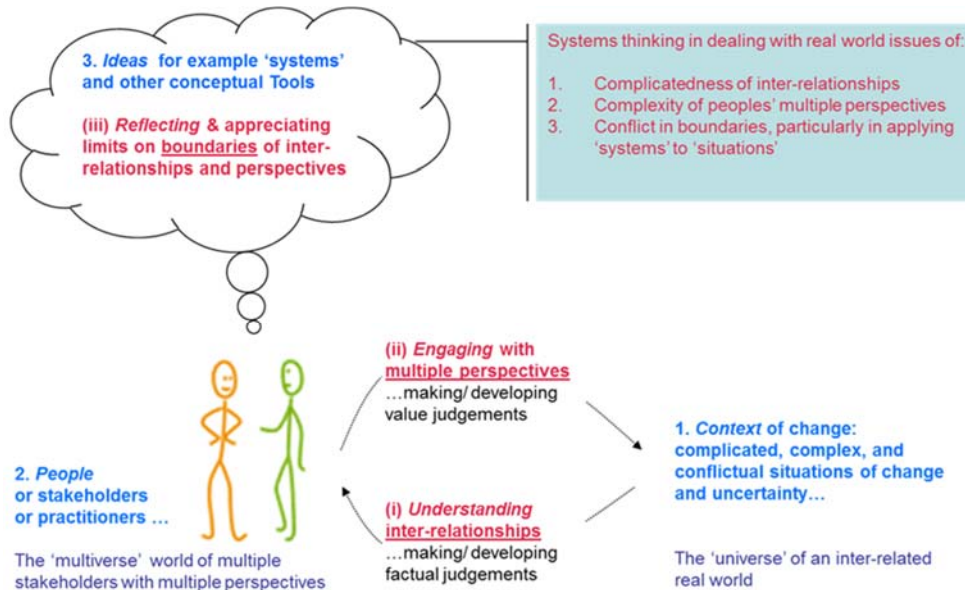 3. Ideas for example ‘systems’
and other conceptual Tools
(iii) Reflecting & appreciating
limits on boundaries of inter-
relationships and perspectives
Systems thinking in dealing with real world issues of:
1. Complicatedness of inter-relationships
2. Complexity of peoples’ multiple perspectives
3. Conflict in boundaries, particularly in applying
‘systems’ to ‘situations’
(ii) Engaging with
multiple perspectives
…making/ developing
value judgements
1. Context of change:
complicated, complex, and
conflictual situations of change
and uncertainty…
2. People
or stakeholders
or practitioners …
(i) Understanding
inter-relationships
…making/ developing
factual judgements
The ‘multiverse’ world of multiple
stakeholders with multiple perspectives
The ‘universe’ of an inter-related
real world